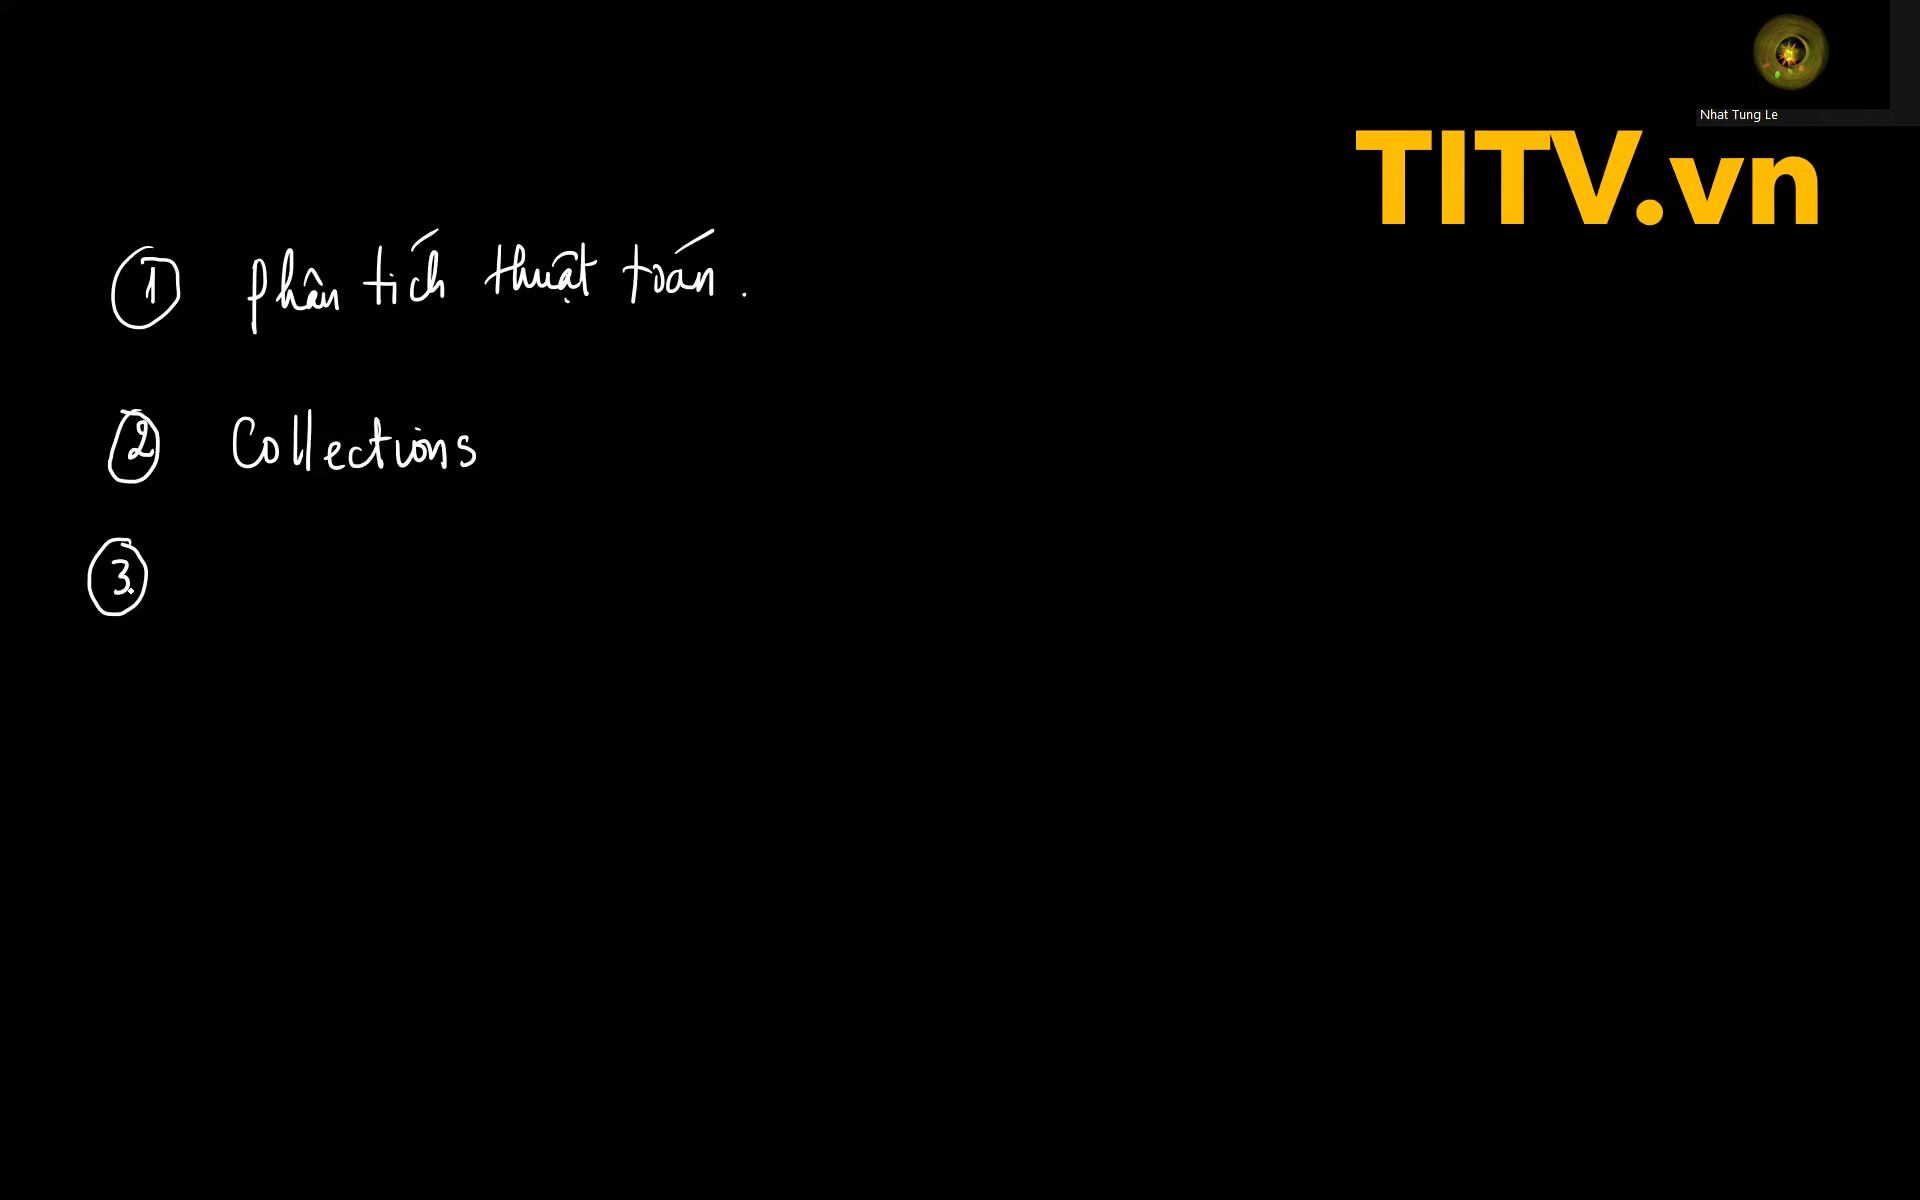 Nhat Tung Le
TITV.vn
① Phân tích thuật toán.
② Collections
③.